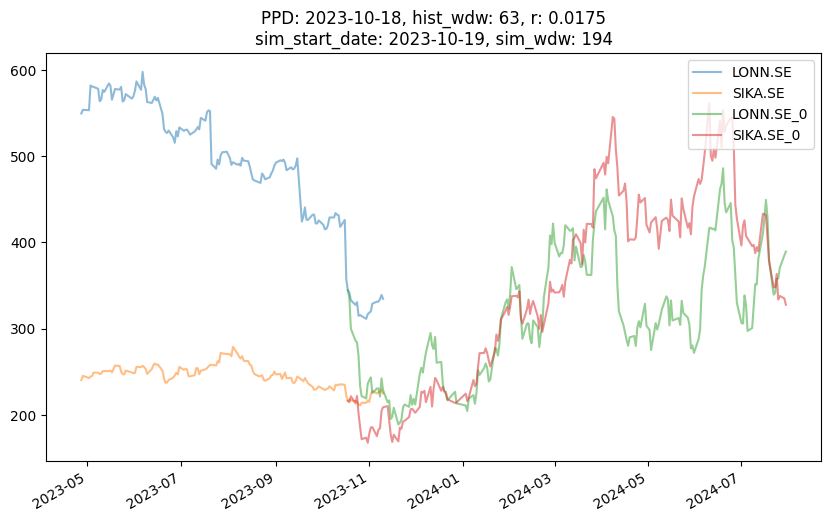 PPD: 2023-10-18, hist_wdw: 63, r: 0.0175
sim_start_date: 2023-10-19, sim_wdw: 194
LONN.SE
SIKA.SE
LONN.SE_0
SIKA.SE_0
600
500
400
300
200
2023-05
2023-07
2023-09
2023-11
2024-01
2024-03
2024-05
2024-07